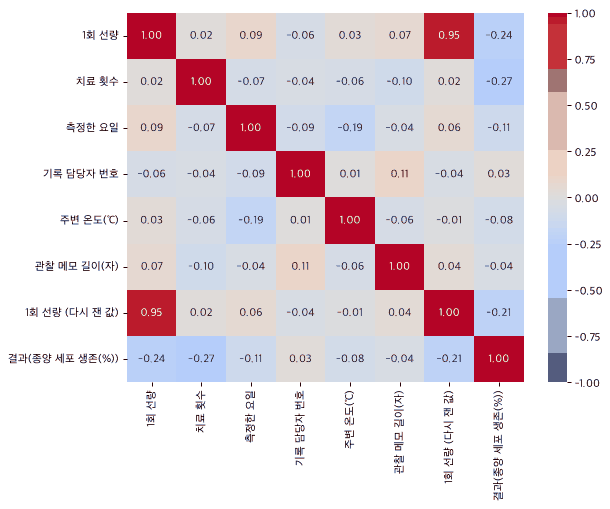 1회 선량 1.00 0.02 0.09 -0.06 0.03 0.07 0.95 -0.24
치료 횟수 0.02 1.00 -0.07 -0.04 -0.06 -0.10 0.02 -0.27
측정한 요일 0.09 -0.07 1.00 -0.09 -0.19 -0.04 0.06 -0.11
기록 담당자 번호 -0.06 -0.04 -0.09 1.00 0.01 0.11 -0.04 0.03
주변 온도(℃) 0.03 -0.06 -0.19 0.01 1.00 -0.06 -0.01 -0.08
관찰 메모 길이(자) 0.07 -0.10 -0.04 0.11 -0.06 1.00 0.04 -0.04
1회 선량 (다시 잰 값) 0.95 0.02 0.06 -0.04 -0.01 0.04 1.00 -0.21
결과(종양 세포 생존(%)) -0.24 -0.27 -0.11 0.03 -0.08 -0.04 -0.21 1.00
1회 선량
치료 횟수
측정한 요일
기록 담당자 번호
주변 온도(℃)
관찰 메모 길이(자)
1회 선량 (다시 잰 값)
결과(종양 세포 생존(%))
1.00
0.75
0.50
0.25
0.00
-0.25
-0.50
-0.75
-1.00